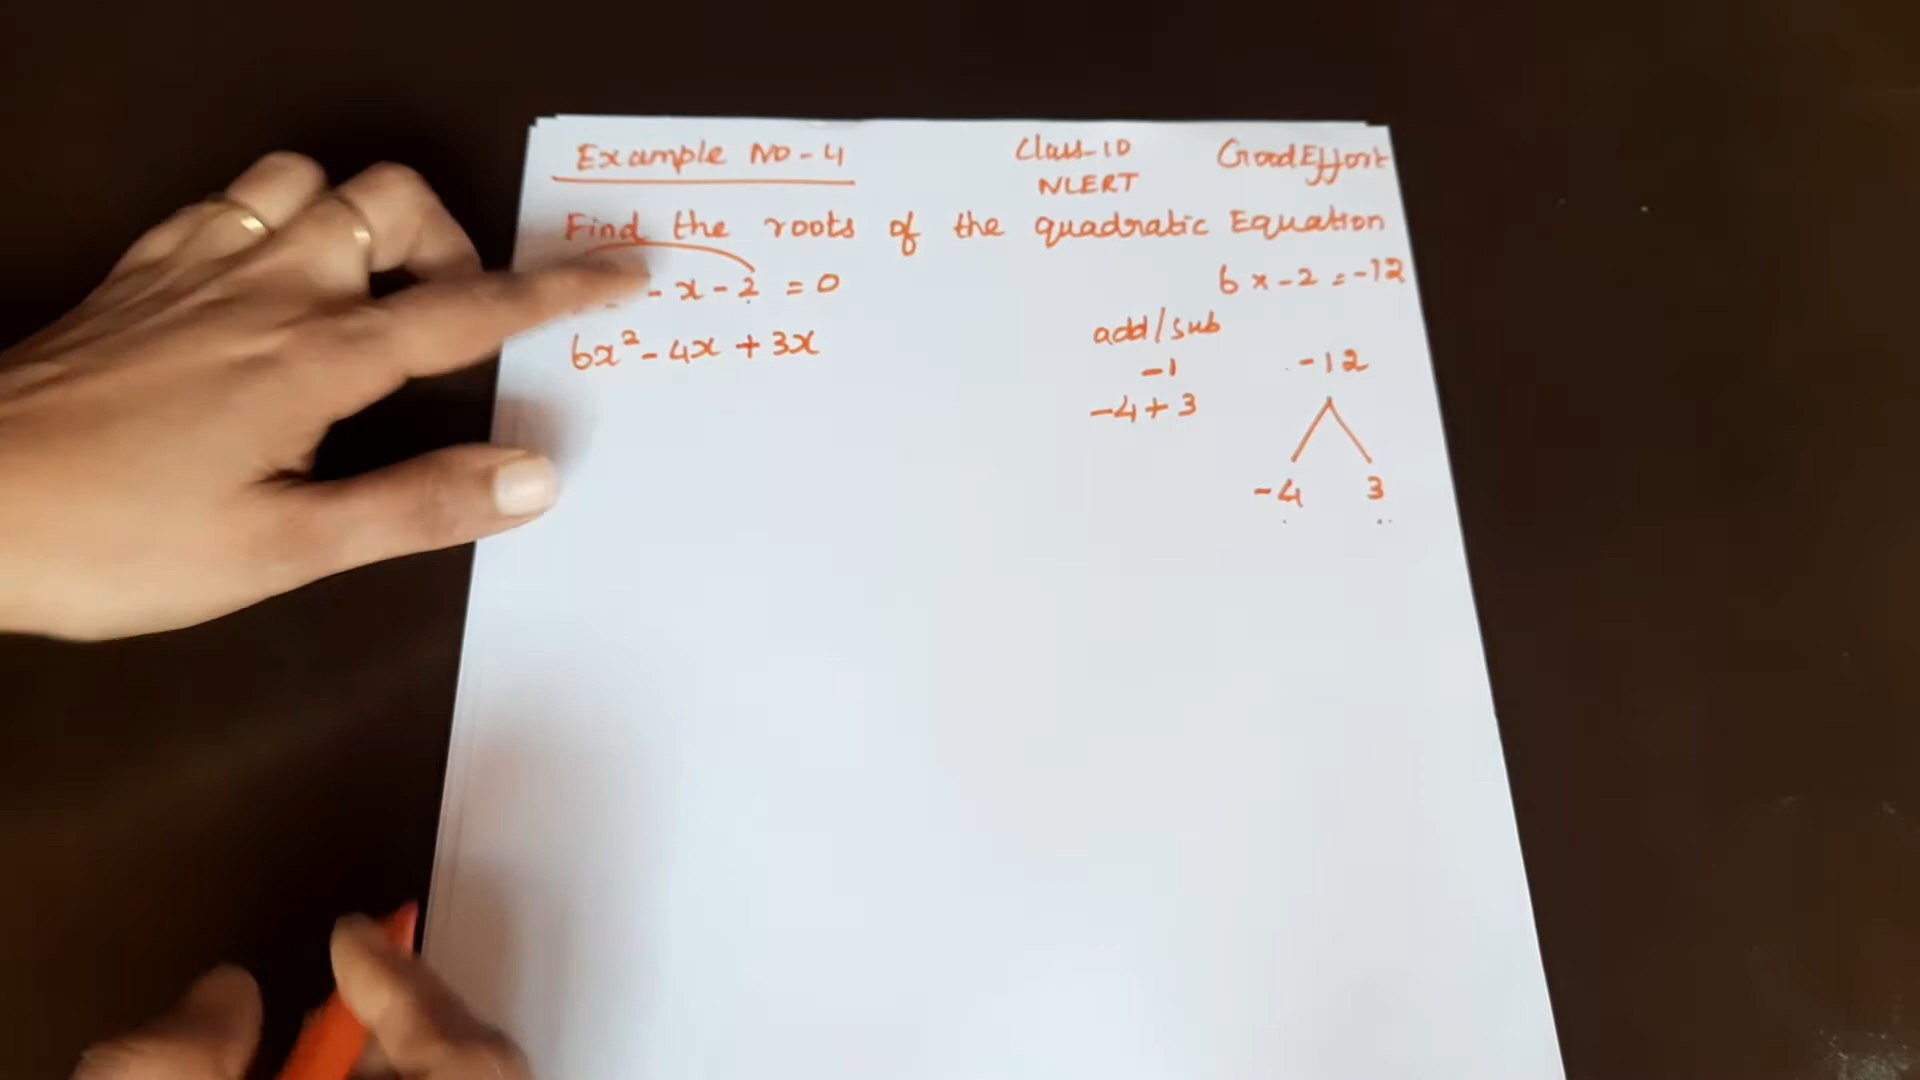 Example No-4 Class-10 GoodEffort
NCERT
Find the roots of the quadratic Equation
- x - 2 = 0
6 x -2 = -12
6x² - 4x + 3x
add/sub
-1
-12
-4 + 3
-4 3